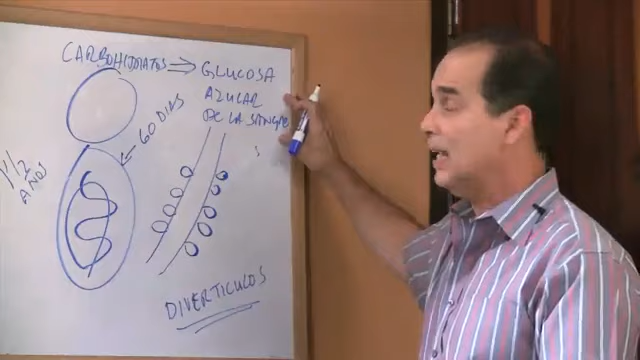 CARBOHIDRATOS → GLUCOSA
AZUCAR
DE LA SANGRE
60 DIAS
1 1/2
AÑOS
DIVERTICULOS